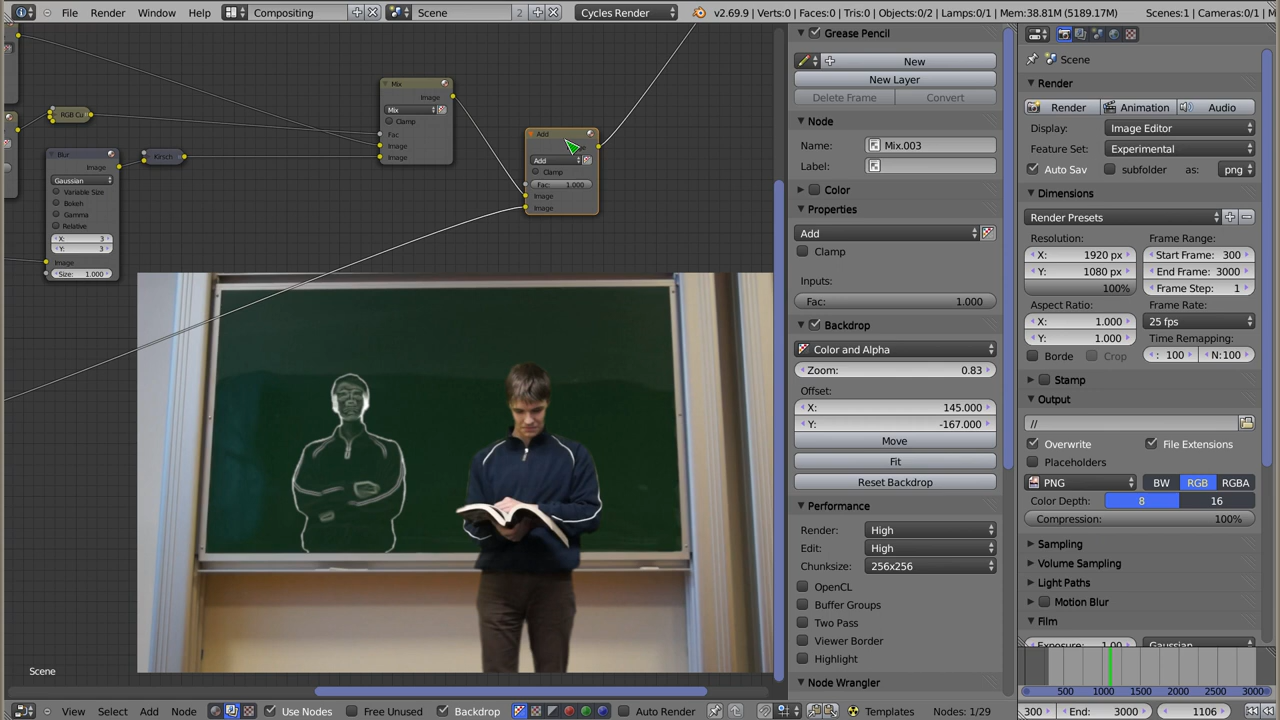 File Render Window Help Compositing Scene 2 Cycles Render v2.69.9 | Verts:0 | Faces:0 | Tris:0 | Objects:0/2 | Lamps:0/1 | Mem:38.81M (5189.17M) Scenes:1 | Cameras:0/1 | M
Mix
Image
Mix
Clamp
Fac
Image
Image
RGB Cu
Blur
Image
Gaussian
Variable Size
Bokeh
Gamma
Relative
X: 3
Y: 3
Image
Size: 1.000
Kirsch
Add
Add
Clamp
Fac: 1.000
Image
Image
Scene
Grease Pencil
New
New Layer
Delete Frame Convert
Node
Name: Mix.003
Label:
Color
Properties
Add
Clamp
Inputs:
Fac: 1.000
Backdrop
Color and Alpha
Zoom: 0.83
Offset:
X: 145.000
Y: -167.000
Move
Fit
Reset Backdrop
Performance
Render: High
Edit: High
Chunksize: 256x256
OpenCL
Buffer Groups
Two Pass
Viewer Border
Highlight
Node Wrangler
Scene
Render
Render Animation Audio
Display: Image Editor
Feature Set: Experimental
Auto Sav subfolder as: png
Dimensions
Render Presets
Resolution: Frame Range:
X: 1920 px Start Frame: 300
Y: 1080 px End Frame: 3000
100% Frame Step: 1
Aspect Ratio: Frame Rate:
X: 1.000 25 fps
Y: 1.000 Time Remapping:
Borde Crop : 100 N:100
Stamp
Output
//
Overwrite File Extensions
Placeholders
PNG BW RGB RGBA
Color Depth: 8 16
Compression: 100%
Sampling
Volume Sampling
Light Paths
Motion Blur
Film
Exposure: 1.00 Gaussian
500 1000 1500 2000 2500 3000
View Select Add Node Use Nodes Free Unused Backdrop Auto Render Templates Nodes: 1/29
300 End: 3000 1106